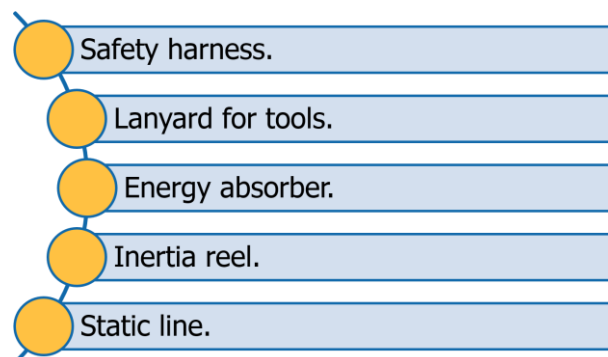 Safety harness.
Lanyard for tools.
Energy absorber.
Inertia reel.
Static line.